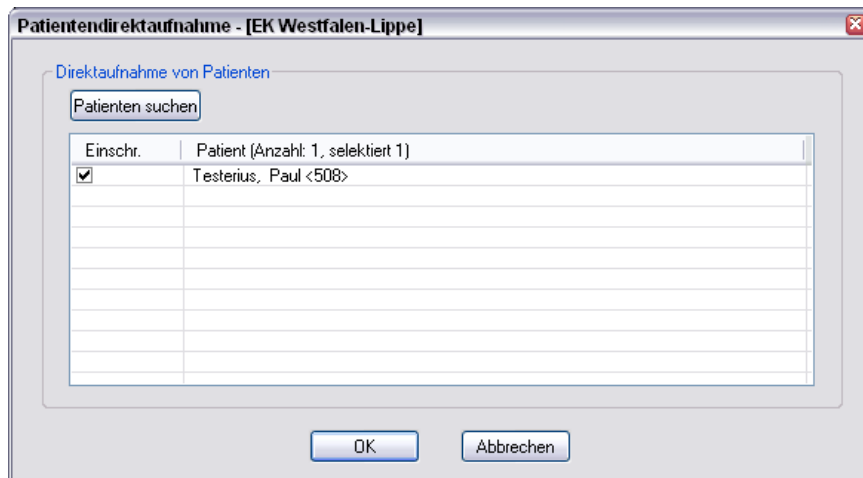 Patientendirektaufnahme - [EK Westfalen-Lippe]
Direktaufnahme von Patienten
Patienten suchen
Einschr. Patient (Anzahl: 1, selektiert 1)
Testerius, Paul <508>
OK Abbrechen